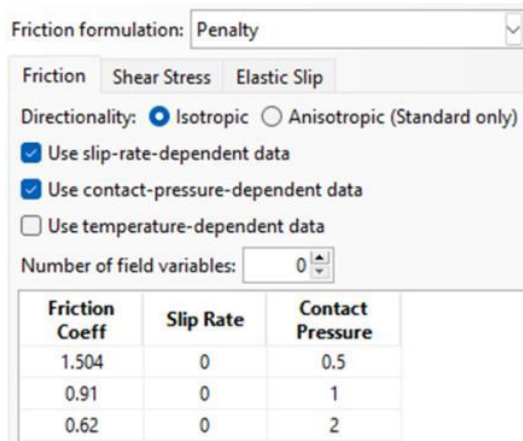 Friction formulation: Penalty
Friction Shear Stress Elastic Slip
Directionality: Isotropic Anisotropic (Standard only)
Use slip-rate-dependent data
Use contact-pressure-dependent data
Use temperature-dependent data
Number of field variables: 0
Friction Coeff Slip Rate Contact Pressure
1.504 0 0.5
0.91 0 1
0.62 0 2